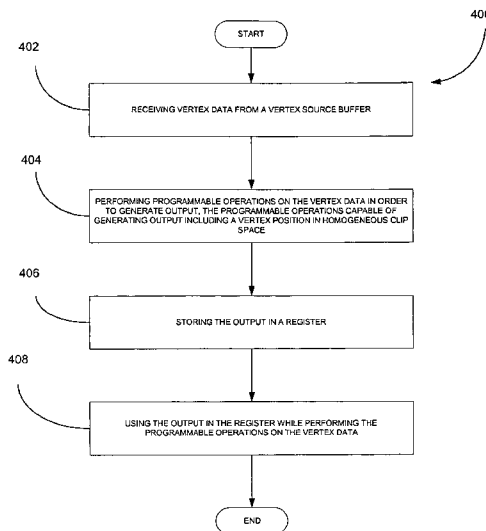 400
START
402
RECEIVING VERTEX DATA FROM A VERTEX SOURCE BUFFER
404
PERFORMING PROGRAMMABLE OPERATIONS ON THE VERTEX DATA IN ORDER
TO GENERATE OUTPUT, THE PROGRAMMABLE OPERATIONS CAPABLE OF
GENERATING OUTPUT INCLUDING A VERTEX POSITION IN HOMOGENEOUS CLIP
SPACE
406
STORING THE OUTPUT IN A REGISTER
408
USING THE OUTPUT IN THE REGISTER WHILE PERFORMING THE
PROGRAMMABLE OPERATIONS ON THE VERTEX DATA
END